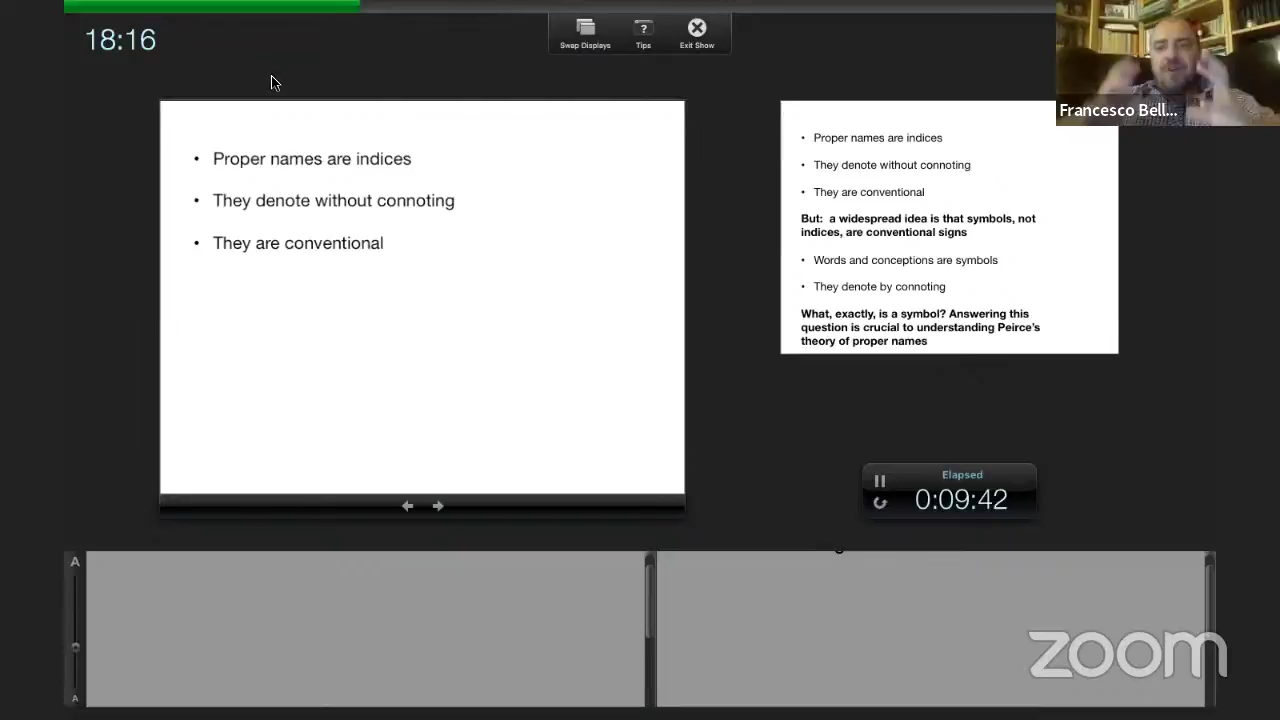 18:16
Swap Displays
?
Tips
Exit Show
Francesco Bell...
• Proper names are indices
• They denote without connoting
• They are conventional
• Proper names are indices
• They denote without connoting
• They are conventional
But: a widespread idea is that symbols, not
indices, are conventional signs
• Words and conceptions are symbols
• They denote by connoting
What, exactly, is a symbol? Answering this
question is crucial to understanding Peirce's
theory of proper names
Elapsed
0:09:42
A
A
zoom